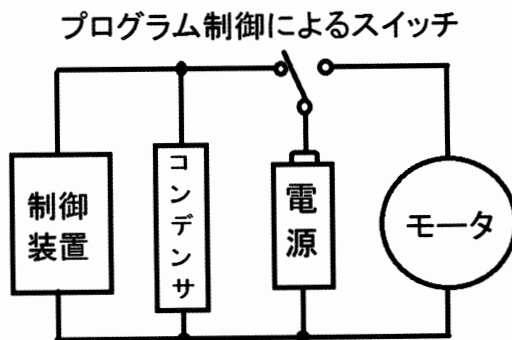 プログラム制御によるスイッチ
制御
装置
コンデンサ
電源
モータ